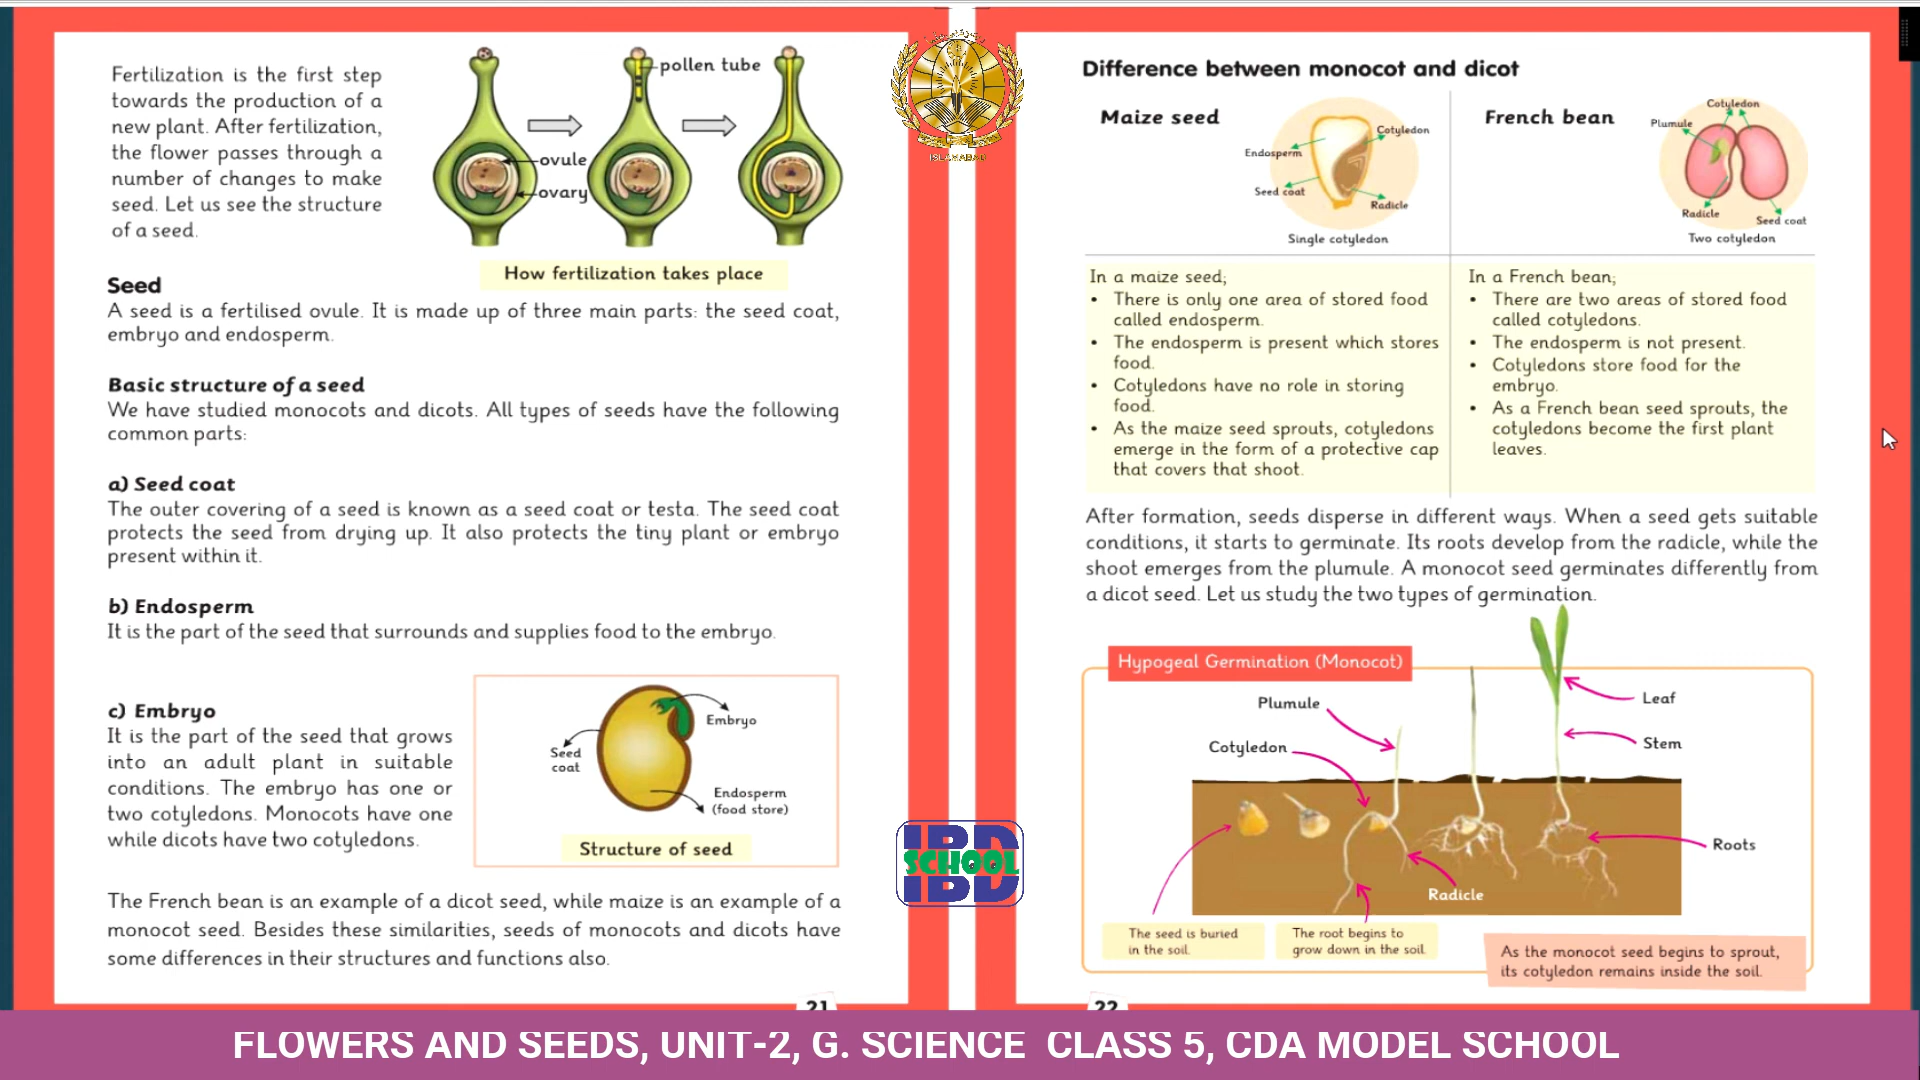 Fertilization is the first step
towards the production of a
new plant. After fertilization,
the flower passes through a
number of changes to make
seed. Let us see the structure
of a seed.
pollen tube
ovule
ovary
How fertilization takes place
Seed
A seed is a fertilised ovule. It is made up of three main parts: the seed coat,
embryo and endosperm.
Basic structure of a seed
We have studied monocots and dicots. All types of seeds have the following
common parts:
a) Seed coat
The outer covering of a seed is known as a seed coat or testa. The seed coat
protects the seed from drying up. It also protects the tiny plant or embryo
present within it.
b) Endosperm
It is the part of the seed that surrounds and supplies food to the embryo.
c) Embryo
It is the part of the seed that grows
into an adult plant in suitable
conditions. The embryo has one or
two cotyledons. Monocots have one
while dicots have two cotyledons.
Embryo
Seed
coat
Endosperm
(food store)
Structure of seed
The French bean is an example of a dicot seed, while maize is an example of a
monocot seed. Besides these similarities, seeds of monocots and dicots have
some differences in their structures and functions also.
21
ISLAMABAD
IBD
SCHOOL
IBD
Difference between monocot and dicot
Maize seed
Cotyledon
Endosperm
Seed coat
Radicle
Single cotyledon
French bean
Cotyledon
Plumule
Radicle
Seed coat
Two cotyledon
In a maize seed;
• There is only one area of stored food
called endosperm.
• The endosperm is present which stores
food.
• Cotyledons have no role in storing
food.
• As the maize seed sprouts, cotyledons
emerge in the form of a protective cap
that covers that shoot.
In a French bean;
• There are two areas of stored food
called cotyledons.
• The endosperm is not present.
• Cotyledons store food for the
embryo.
• As a French bean seed sprouts, the
cotyledons become the first plant
leaves.
After formation, seeds disperse in different ways. When a seed gets suitable
conditions, it starts to germinate. Its roots develop from the radicle, while the
shoot emerges from the plumule. A monocot seed germinates differently from
a dicot seed. Let us study the two types of germination.
Hypogeal Germination (Monocot)
Plumule
Cotyledon
Leaf
Stem
Roots
Radicle
The seed is buried
in the soil.
The root begins to
grow down in the soil.
As the monocot seed begins to sprout,
its cotyledon remains inside the soil.
22
FLOWERS AND SEEDS, UNIT-2, G. SCIENCE CLASS 5, CDA MODEL SCHOOL